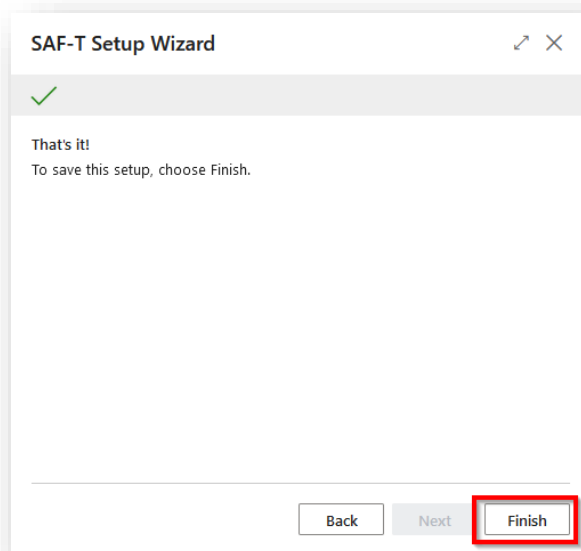 SAF-T Setup Wizard
That's it!
To save this setup, choose Finish.
Back Next Finish